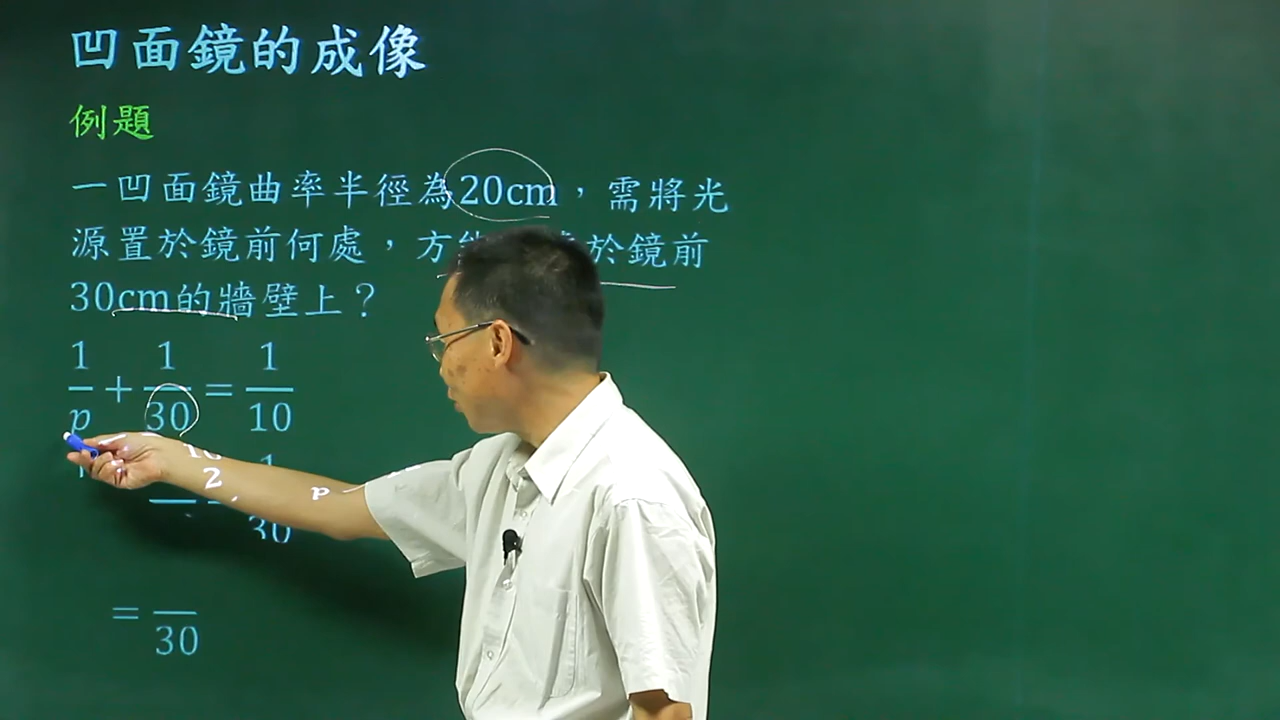 凹面鏡的成像
例題
一凹面鏡曲率半徑為20cm，需將光
源置於鏡前何處，方 於鏡前
30cm的牆壁上？
1/p + 1/30 = 1/10
30
= /30